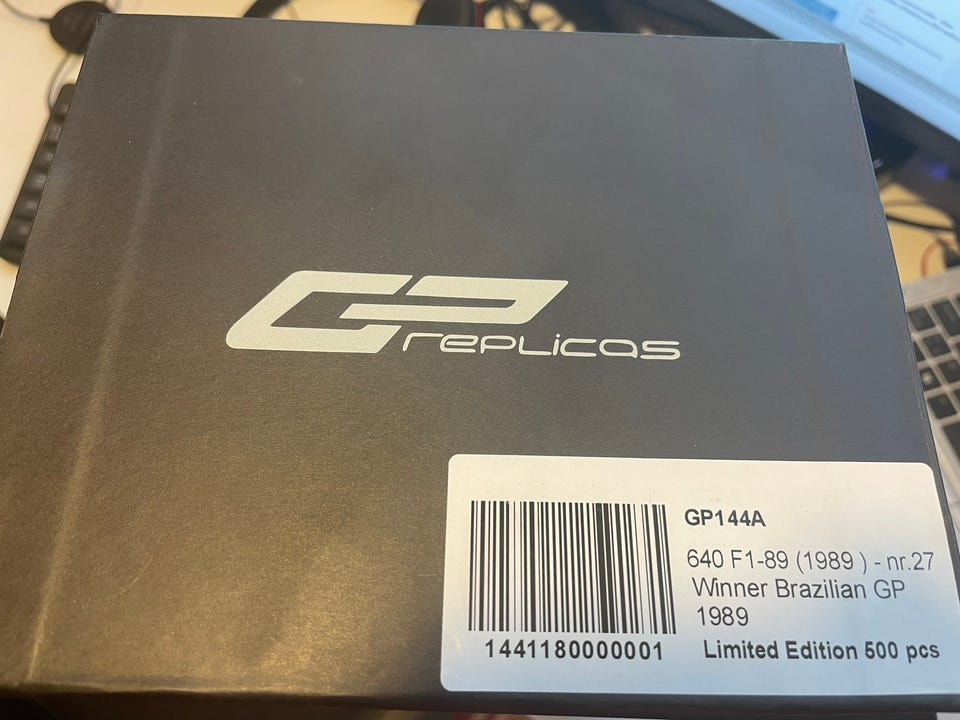 GP replicas
GP144A
640 F1-89 (1989 ) - nr.27
Winner Brazilian GP
1989
1441180000001
Limited Edition 500 pcs